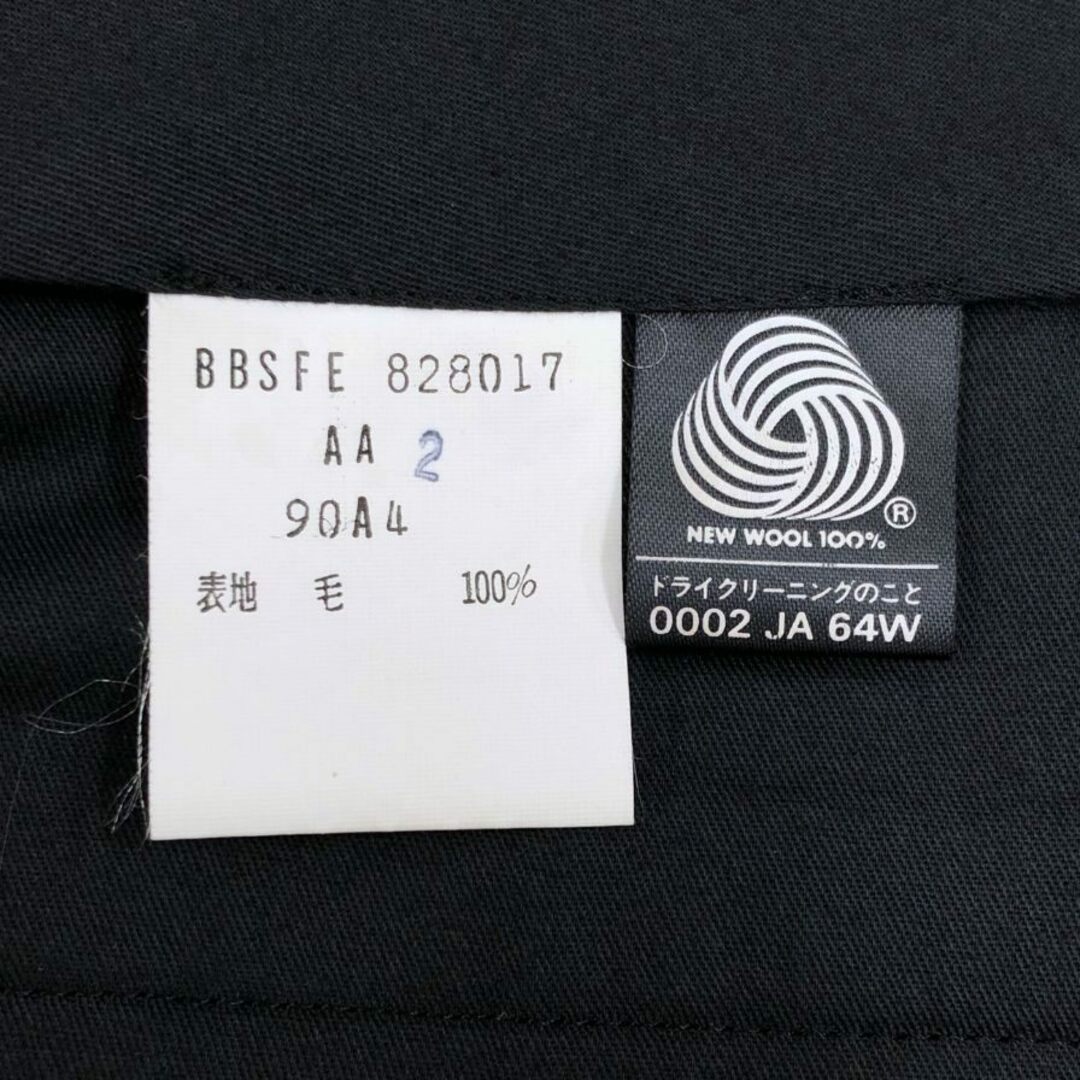 BBSFE 828017
AA 2
90A4
表地 毛 100%
®
NEW WOOL 100%
ドライクリーニングのこと
0002 JA 64W